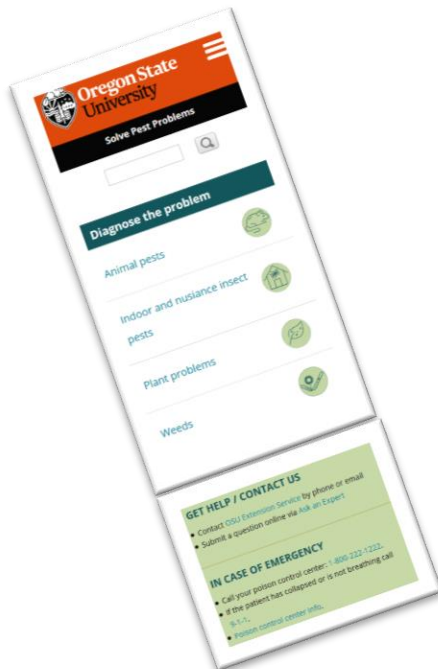 Oregon State
University
Solve Pest Problems
Diagnose the problem
Animal pests
Indoor and nusiance insect
pests
Plant problems
Weeds
GET HELP / CONTACT US
• Contact OSU Extension Service by phone or email
• Submit a question online via Ask an Expert
IN CASE OF EMERGENCY
• Call your poison control center: 1-800-222-1222.
• If the patient has collapsed or is not breathing call
9-1-1.
• Poison control center info.